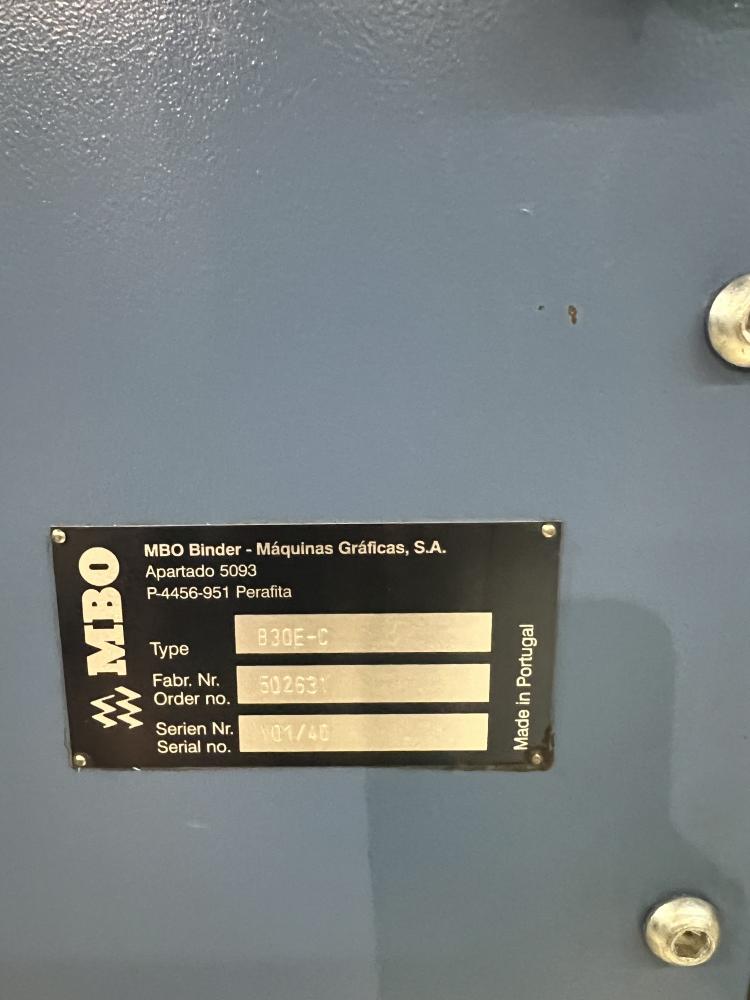 MBO
MBO Binder - Máquinas Gráficas, S.A.
Apartado 5093
P-4456-951 Perafita
Type B30E-C
Fabr. Nr. 502631
Order no.
Serien Nr.
Serial no.
Made in Portugal